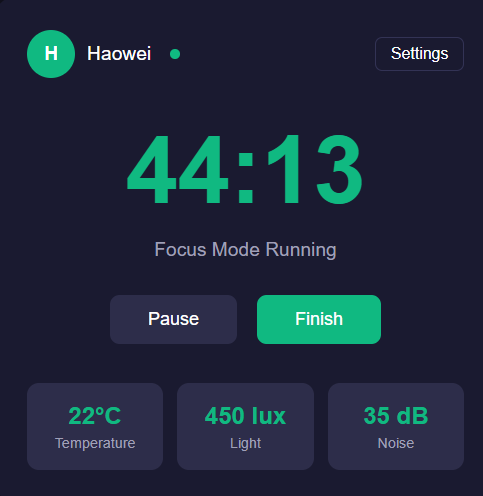 H Haowei Settings
44:13
Focus Mode Running
Pause Finish
22°C 450 lux 35 dB
Temperature Light Noise